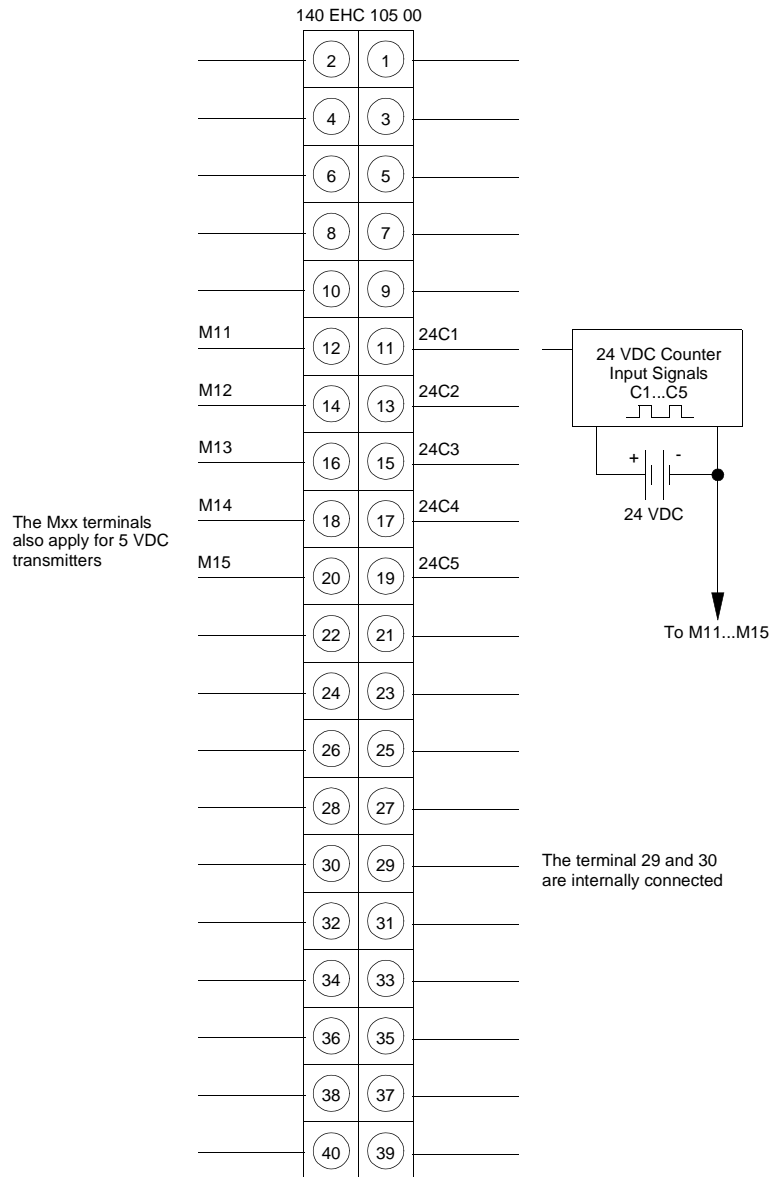 140 EHC 105 00
2 1
4 3
6 5
8 7
10 9
M11 12 11 24C1
M12 14 13 24C2
M13 16 15 24C3
M14 18 17 24C4
M15 20 19 24C5
22 21
24 23
26 25
28 27
30 29
32 31
34 33
36 35
38 37
40 39
The Mxx terminals
also apply for 5 VDC
transmitters
24 VDC Counter
Input Signals
C1...C5
+ -
24 VDC
To M11...M15
The terminal 29 and 30
are internally connected